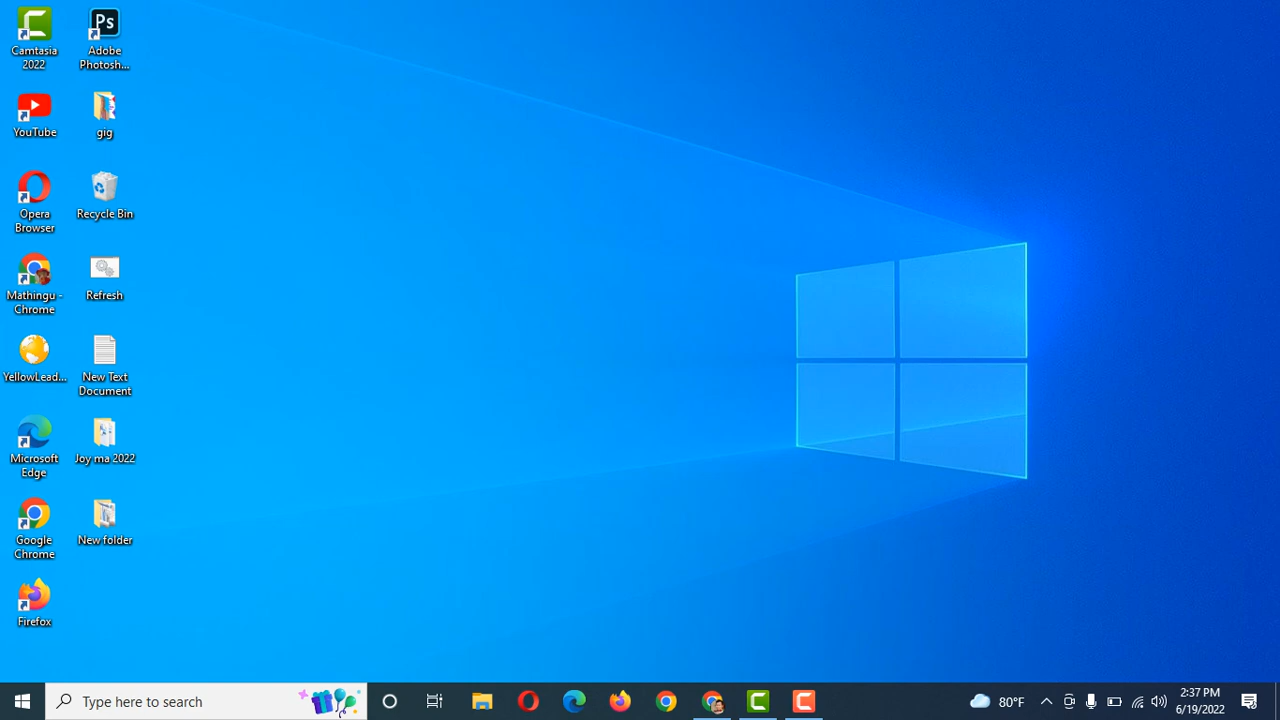 Camtasia
2022
Adobe
Photosh...
YouTube
gig
Opera
Browser
Recycle Bin
Mathingu -
Chrome
Refresh
YellowLead...
New Text
Document
Microsoft
Edge
Joy ma 2022
Google
Chrome
New folder
Firefox
Type here to search
80°F
2:37 PM
6/19/2022
Ps